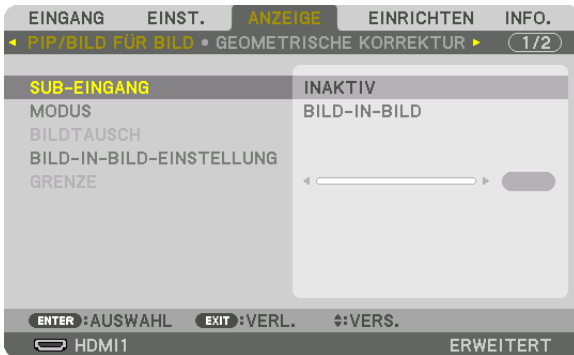 EINGANG EINST. ANZEIGE EINRICHTEN INFO.
PIP/BILD FÜR BILD • GEOMETRISCHE KORREKTUR 1/2
SUB-EINGANG INAKTIV
MODUS BILD-IN-BILD
BILDTAUSCH
BILD-IN-BILD-EINSTELLUNG
GRENZE
ENTER :AUSWAHL EXIT :VERL. :VERS.
HDMI1 ERWEITERT